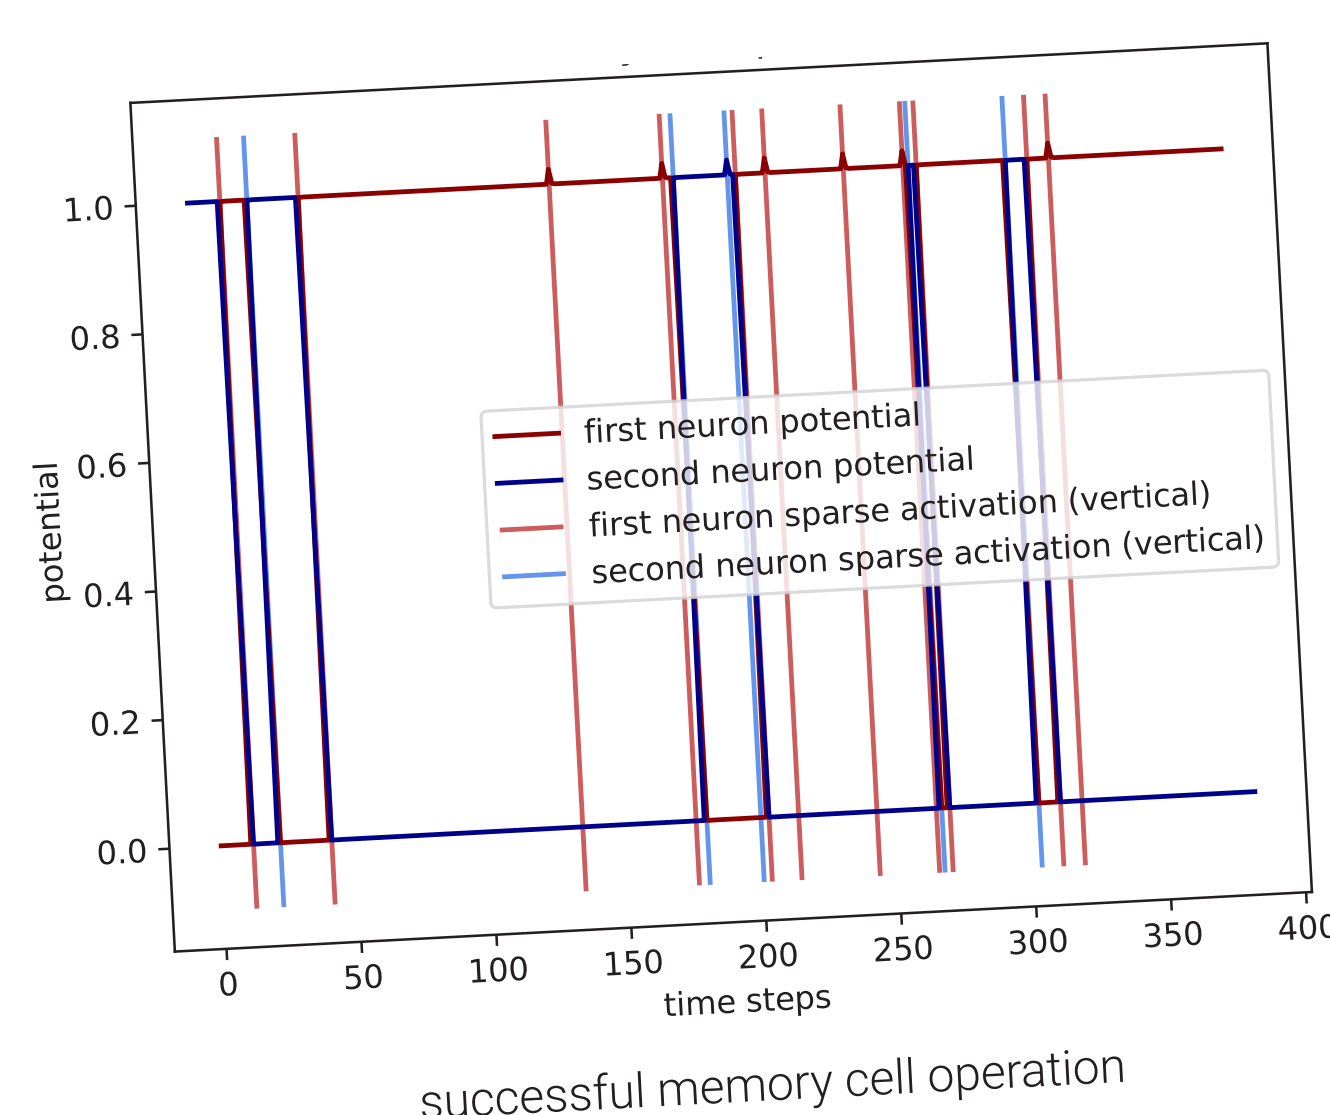 1.0
0.8
0.6
0.4
0.2
0.0
potential
first neuron potential
second neuron potential
first neuron sparse activation (vertical)
second neuron sparse activation (vertical)
0 50 100 150 200 250 300 350 400
time steps
successful memory cell operation